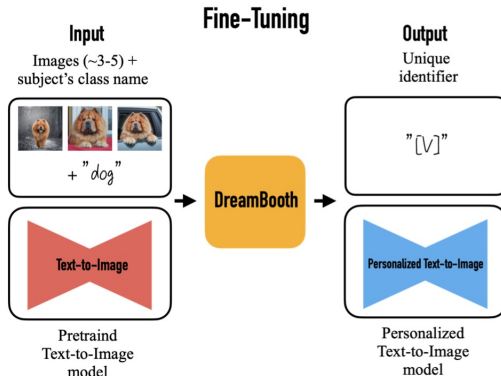 Fine-Tuning
Input
Images (~3-5) +
subject's class name
+ "dog"
Text-to-Image
Pretraind
Text-to-Image
model
DreamBooth
Output
Unique
identifier
"[V]"
Personalized Text-to-Image
Personalized
Text-to-Image
model